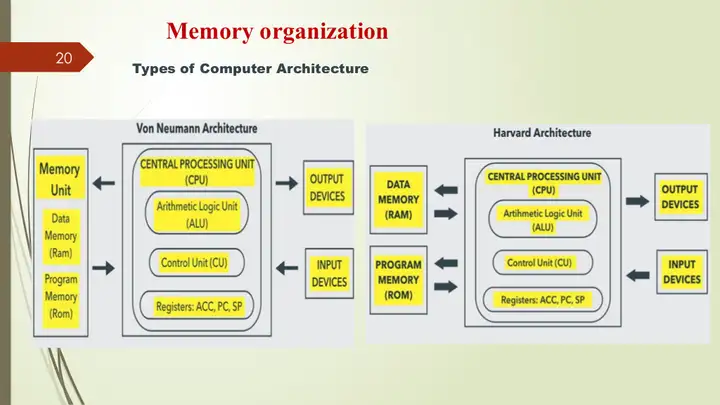 Memory organization
20
Types of Computer Architecture
Von Neumann Architecture
Memory
Unit
Data
Memory
(Ram)
Program
Memory
(Rom)
CENTRAL PROCESSING UNIT
(CPU)
Arithmetic Logic Unit
(ALU)
Control Unit (CU)
Registers: ACC, PC, SP
OUTPUT
DEVICES
INPUT
DEVICES
Harvard Architecture
DATA
MEMORY
(RAM)
PROGRAM
MEMORY
(ROM)
CENTRAL PROCESSING UNIT
(CPU)
Artihmetic Logic Unit
(ALU)
Control Unit (CU)
Registers: ACC, PC, SP
OUTPUT
DEVICES
INPUT
DEVICES